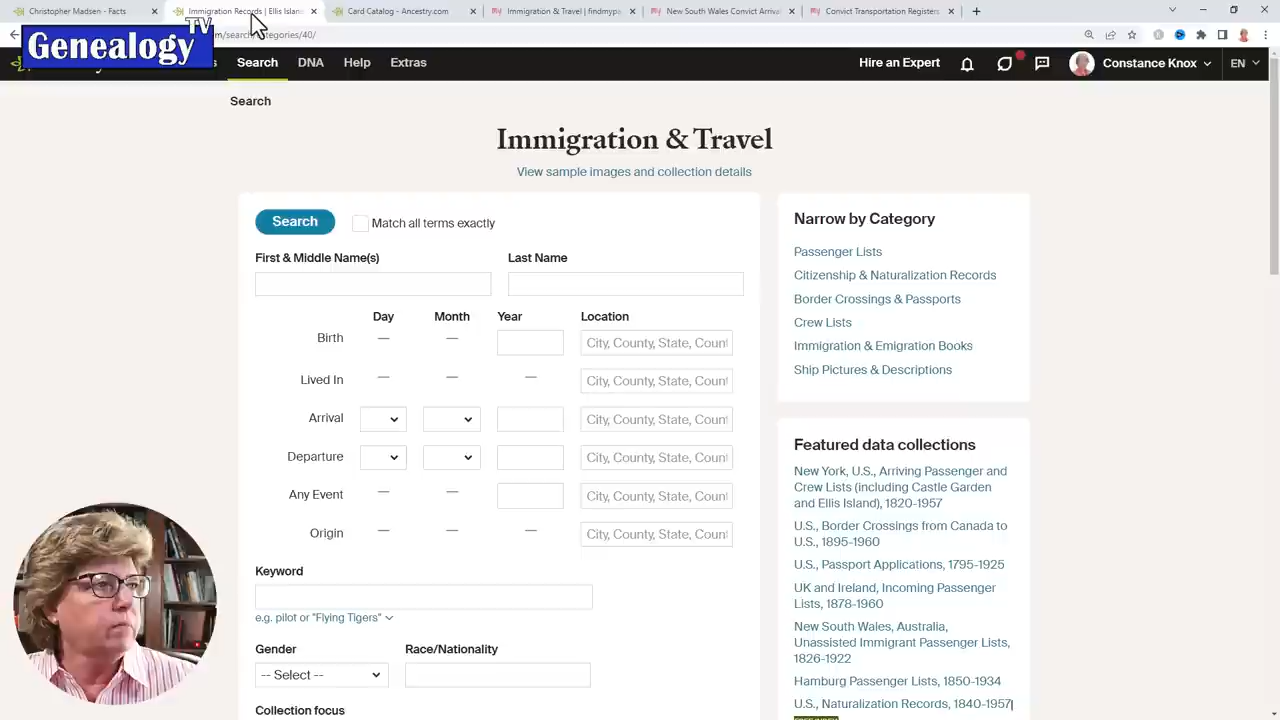 Christopher Madsen - Facts
Immigration Records | Ellis Islan
Card Catalog - Ancestry.com
Immigration & Travel | findmypa
New South Wales Convict Arrival
Convict Transportation Registers
Genealogy TV
m/search/categories/40/
Search
DNA
Help
Extras
Hire an Expert
Constance Knox
EN
Search
Immigration & Travel
View sample images and collection details
Search
Match all terms exactly
First & Middle Name(s)
Last Name
Day
Month
Year
Location
Birth
City, County, State, Count
Lived In
City, County, State, Count
Arrival
City, County, State, Count
Departure
City, County, State, Count
Any Event
City, County, State, Count
Origin
City, County, State, Count
Keyword
e.g. pilot or "Flying Tigers"
Gender
Race/Nationality
-- Select --
Collection focus
Narrow by Category
Passenger Lists
Citizenship & Naturalization Records
Border Crossings & Passports
Crew Lists
Immigration & Emigration Books
Ship Pictures & Descriptions
Featured data collections
New York, U.S., Arriving Passenger and
Crew Lists (including Castle Garden
and Ellis Island), 1820-1957
U.S., Border Crossings from Canada to
U.S., 1895-1960
U.S., Passport Applications, 1795-1925
UK and Ireland, Incoming Passenger
Lists, 1878-1960
New South Wales, Australia,
Unassisted Immigrant Passenger Lists,
1826-1922
Hamburg Passenger Lists, 1850-1934
U.S., Naturalization Records, 1840-1957